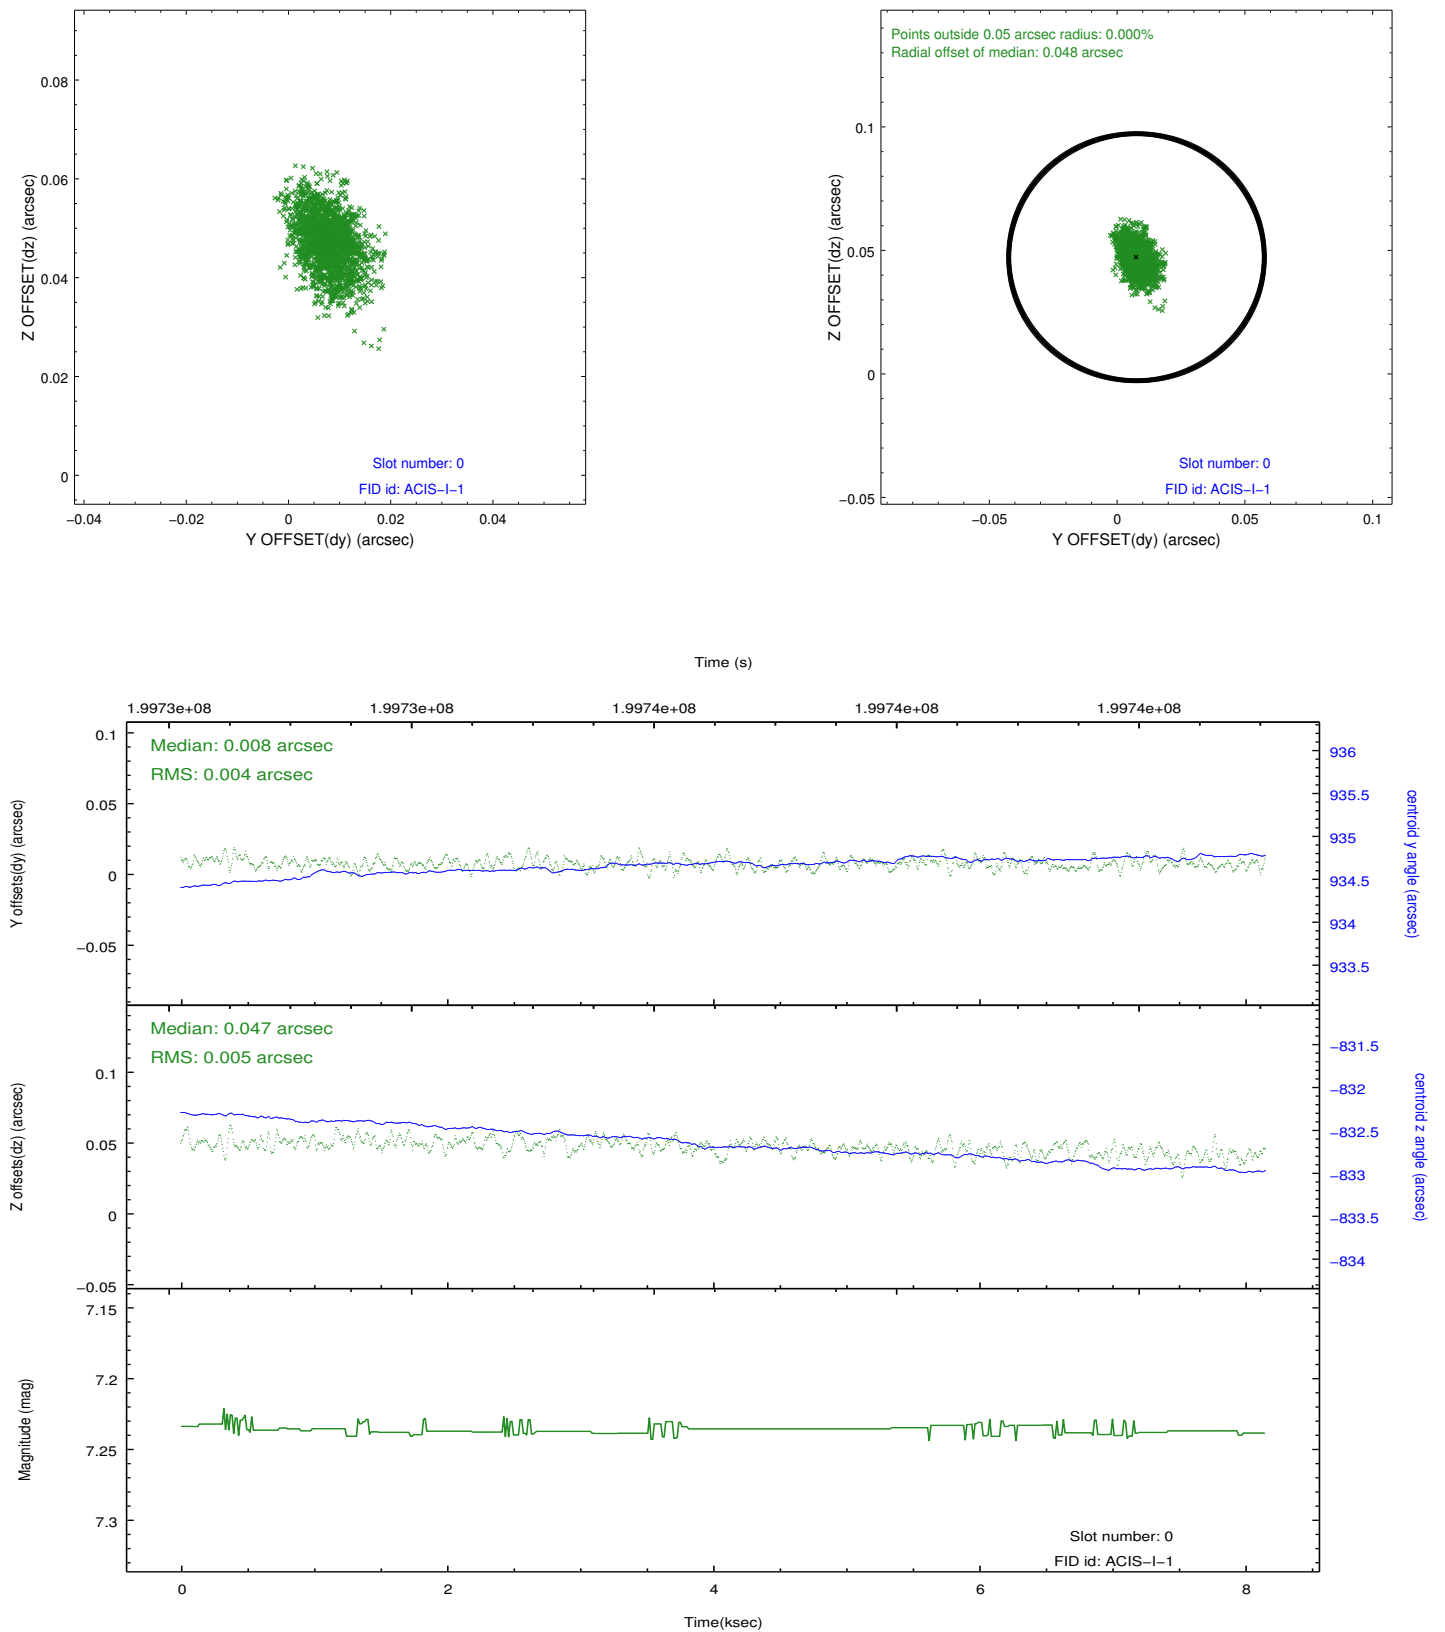 0.08
0.06
0.04
0.02
0
−0.04
−0.02
0
0.02
0.04
Z OFFSET(dz) (arcsec)
Y OFFSET(dy) (arcsec)
Slot number: 0
FID id: ACIS−I−1
Points outside 0.05 arcsec radius: 0.000%
Radial offset of median: 0.048 arcsec
0.1
0.05
0
−0.05
−0.05
0
0.05
0.1
Z OFFSET(dz) (arcsec)
Y OFFSET(dy) (arcsec)
Slot number: 0
FID id: ACIS−I−1
Time (s)
1.9973e+08
1.9973e+08
1.9974e+08
1.9974e+08
1.9974e+08
Median: 0.008 arcsec
RMS: 0.004 arcsec
0.1
0.05
0
−0.05
Y offsets(dy) (arcsec)
936
935.5
935
934.5
934
933.5
centroid y angle (arcsec)
Median: 0.047 arcsec
RMS: 0.005 arcsec
0.1
0.05
0
−0.05
Z offsets(dz) (arcsec)
−831.5
−832
−832.5
−833
−833.5
−834
centroid z angle (arcsec)
7.15
7.2
7.25
7.3
Magnitude (mag)
Slot number: 0
FID id: ACIS−I−1
0
2
4
6
8
Time(ksec)